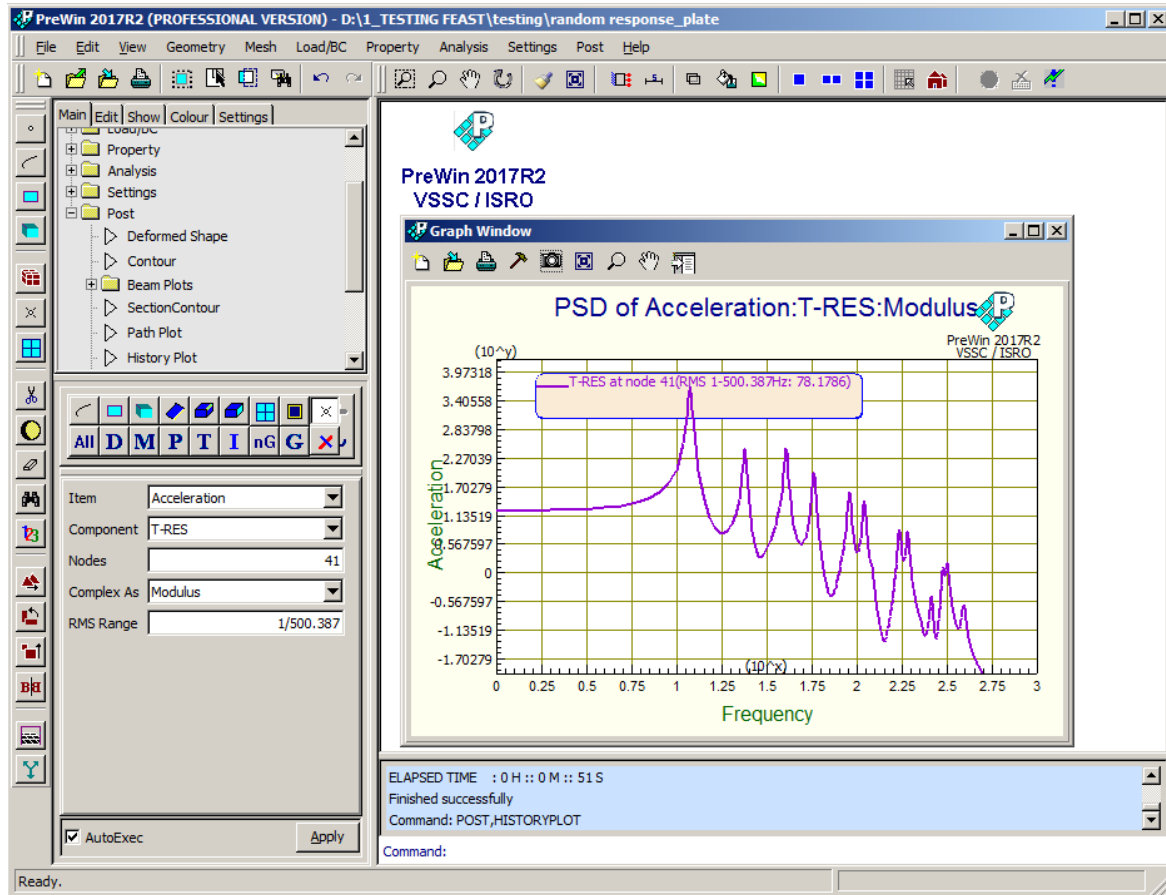 PreWin 2017R2 (PROFESSIONAL VERSION) - D:\1_TESTING FEAST\testing\random response_plate
File Edit View Geometry Mesh Load/BC Property Analysis Settings Post Help
Main Edit Show Colour Settings
Load/BC
Property
Analysis
Settings
Post
Deformed Shape
Contour
Beam Plots
SectionContour
Path Plot
History Plot
All D M P T I nG G
Item Acceleration
Component T-RES
Nodes 41
Complex As Modulus
RMS Range 1/500.387
AutoExec Apply
PreWin 2017R2
VSSC / ISRO
Graph Window
PSD of Acceleration:T-RES:Modulus
PreWin 2017R2
VSSC / ISRO
(10^y)
T-RES at node 41(RMS 1-500.387Hz: 78.1786)
3.97318
3.40558
2.83798
2.27039
1.70279
1.13519
0.567597
0
-0.567597
-1.13519
-1.70279
Acceleration
(10^x)
0 0.25 0.5 0.75 1 1.25 1.5 1.75 2 2.25 2.5 2.75 3
Frequency
ELAPSED TIME : 0 H :: 0 M :: 51 S
Finished successfully
Command: POST,HISTORYPLOT
Command:
Ready.